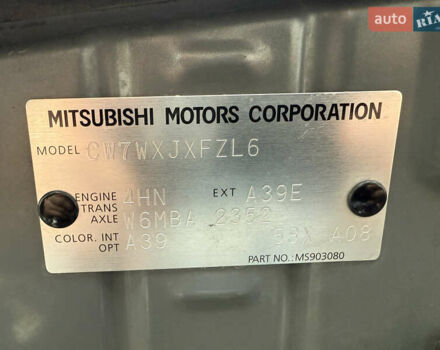 auto RIA
MITSUBISHI MOTORS CORPORATION
MODEL CW7WXJXFZL6
ENGINE 4HN EXT A39E
TRANS AXLE W6MBA 2352
COLOR. INT OPT A39 58X A08
PART NO.:MS903080